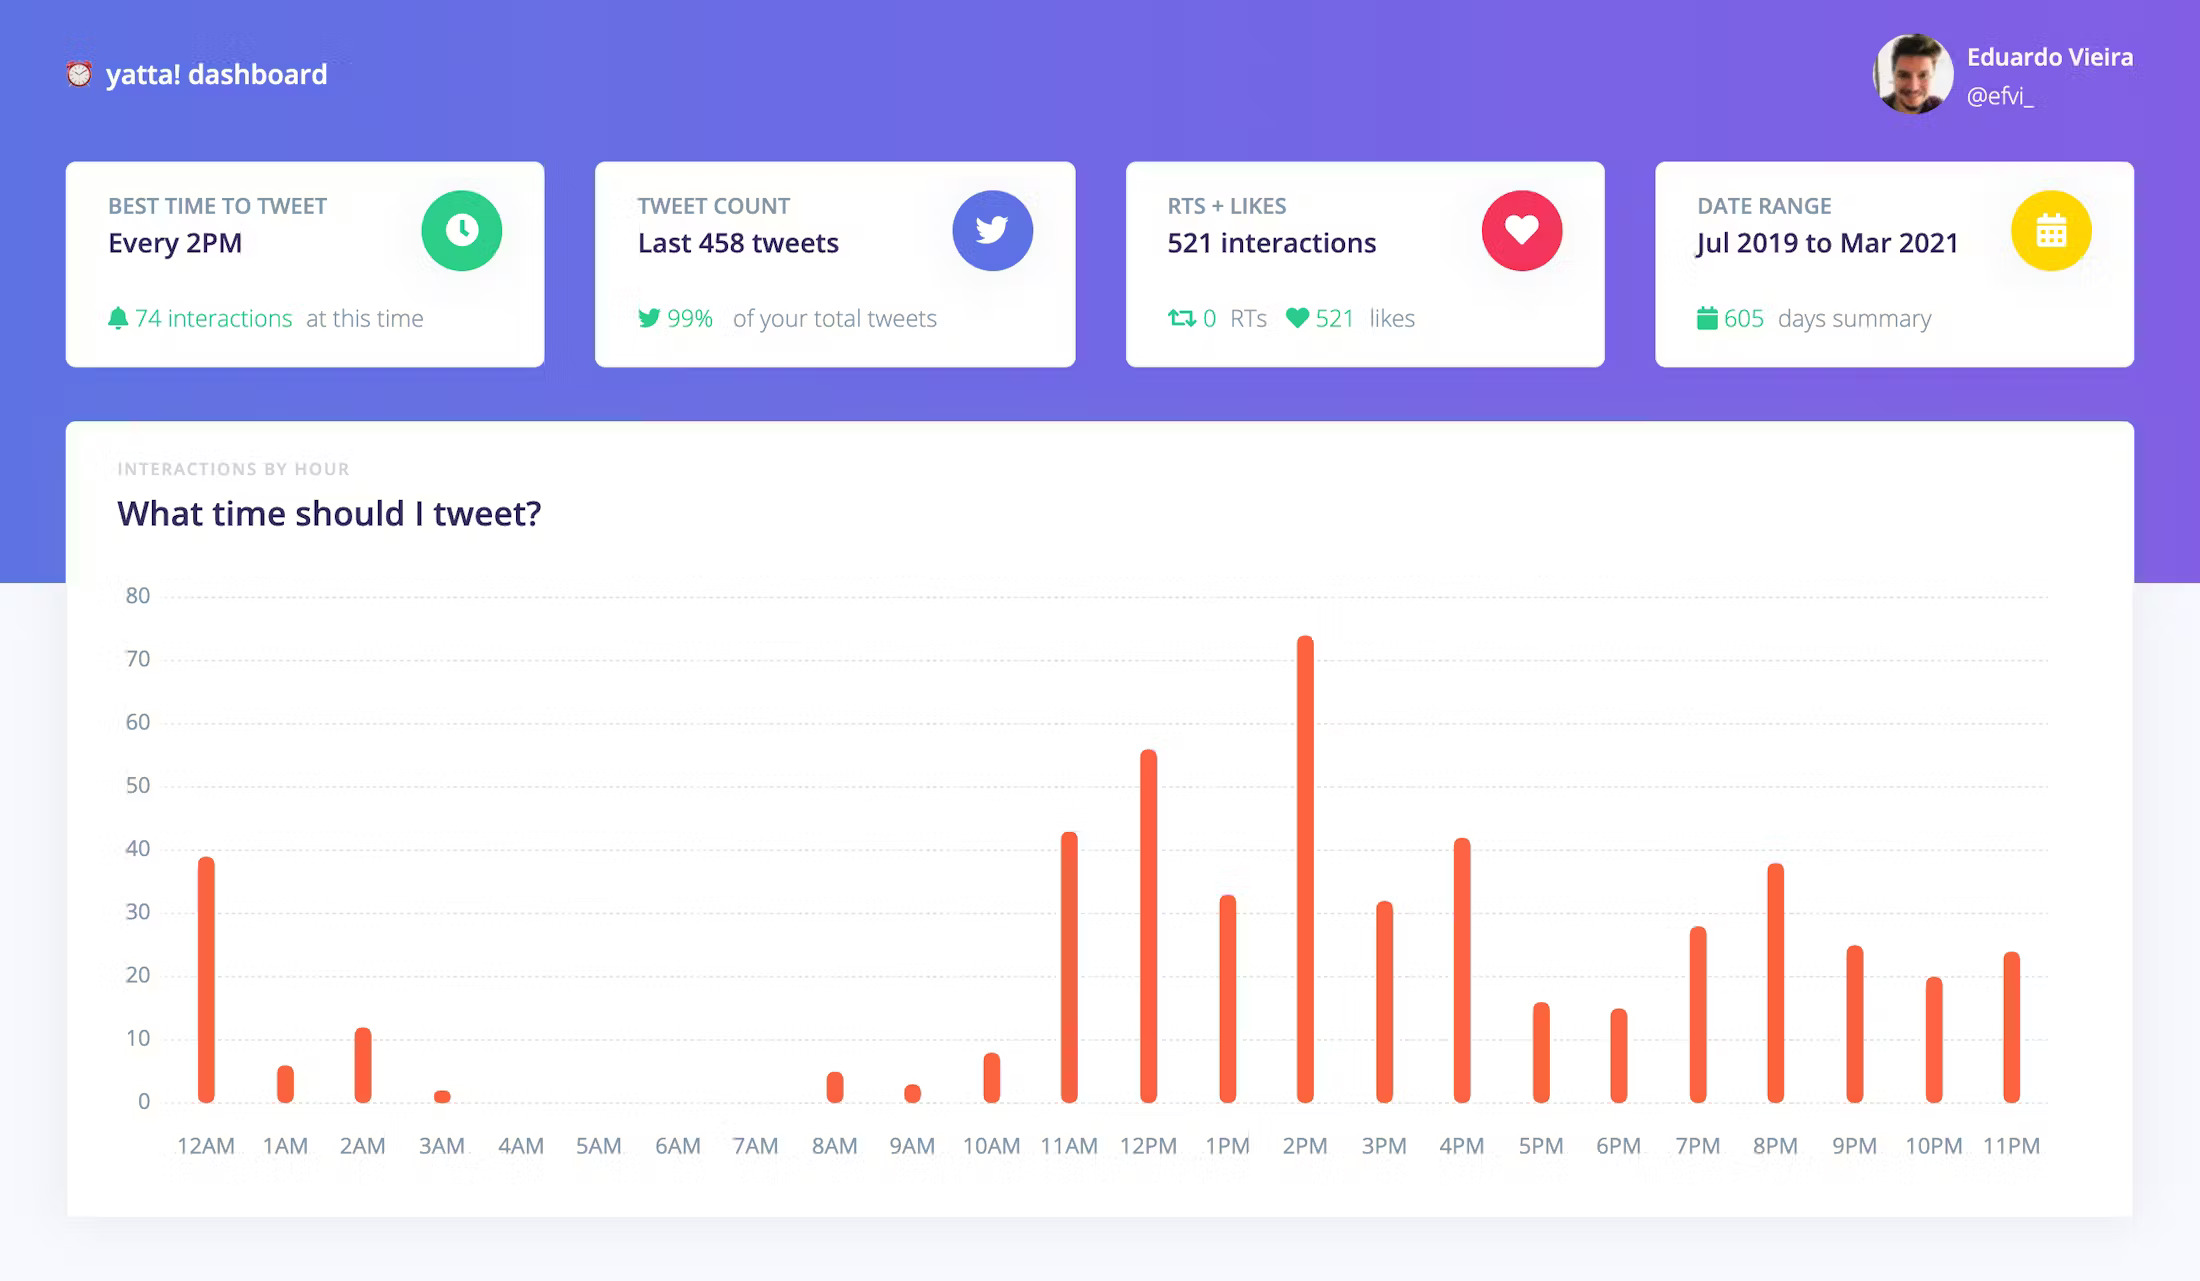 yatta! dashboard
Eduardo Vieira
@efvi_
BEST TIME TO TWEET
Every 2PM
74 interactions at this time
TWEET COUNT
Last 458 tweets
99% of your total tweets
RTS + LIKES
521 interactions
0 RTs 521 likes
DATE RANGE
Jul 2019 to Mar 2021
605 days summary
INTERACTIONS BY HOUR
What time should I tweet?
80
70
60
50
40
30
20
10
0
12AM 1AM 2AM 3AM 4AM 5AM 6AM 7AM 8AM 9AM 10AM 11AM 12PM 1PM 2PM 3PM 4PM 5PM 6PM 7PM 8PM 9PM 10PM 11PM